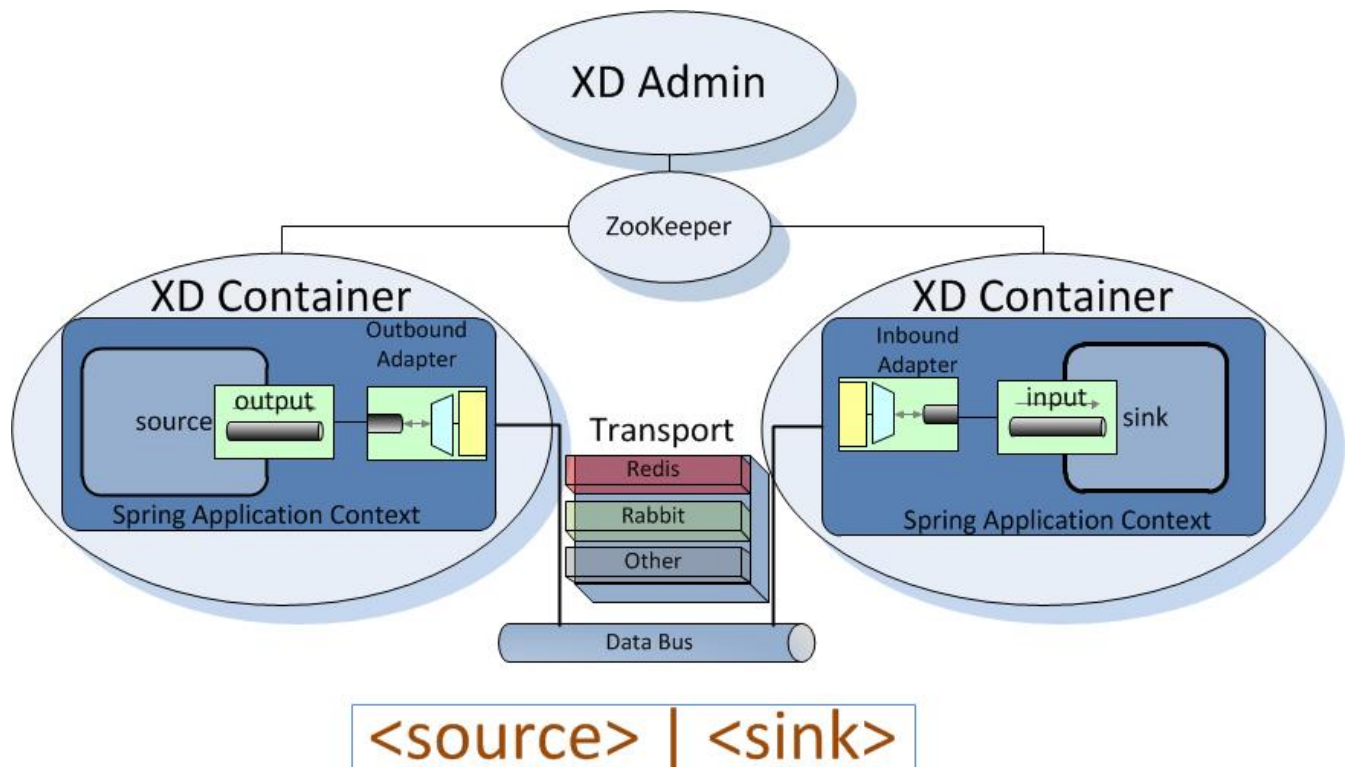 XD Admin
ZooKeeper
XD Container
Outbound
Adapter
source
output
Spring Application Context
Transport
Redis
Rabbit
Other
Data Bus
XD Container
Inbound
Adapter
input
sink
Spring Application Context
<source> | <sink>